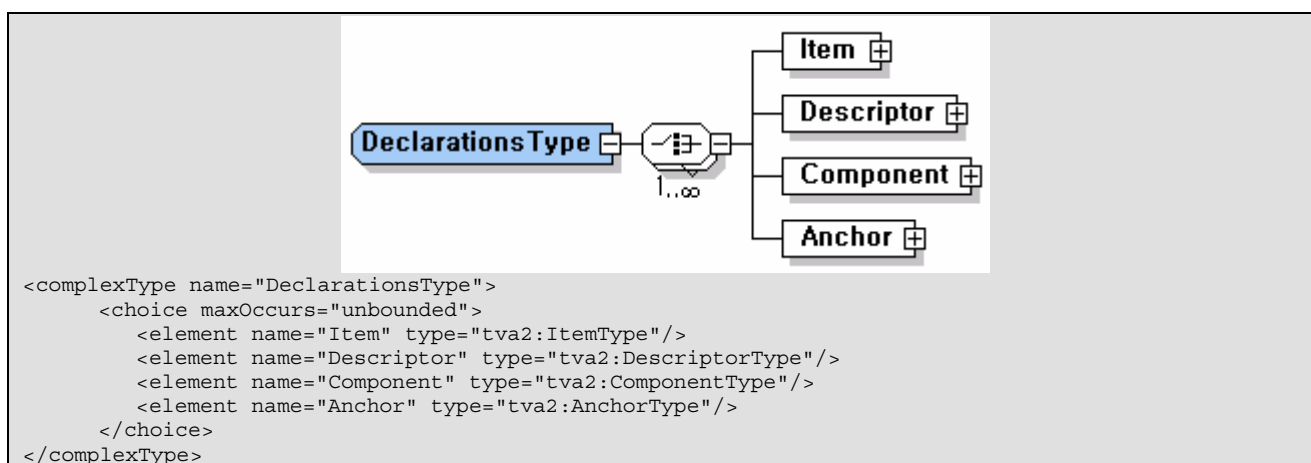 Item
Descriptor
DeclarationsType
Component
1..∞
Anchor
<complexType name="DeclarationsType">
<choice maxOccurs="unbounded">
<element name="Item" type="tva2:ItemType"/>
<element name="Descriptor" type="tva2:DescriptorType"/>
<element name="Component" type="tva2:ComponentType"/>
<element name="Anchor" type="tva2:AnchorType"/>
</choice>
</complexType>